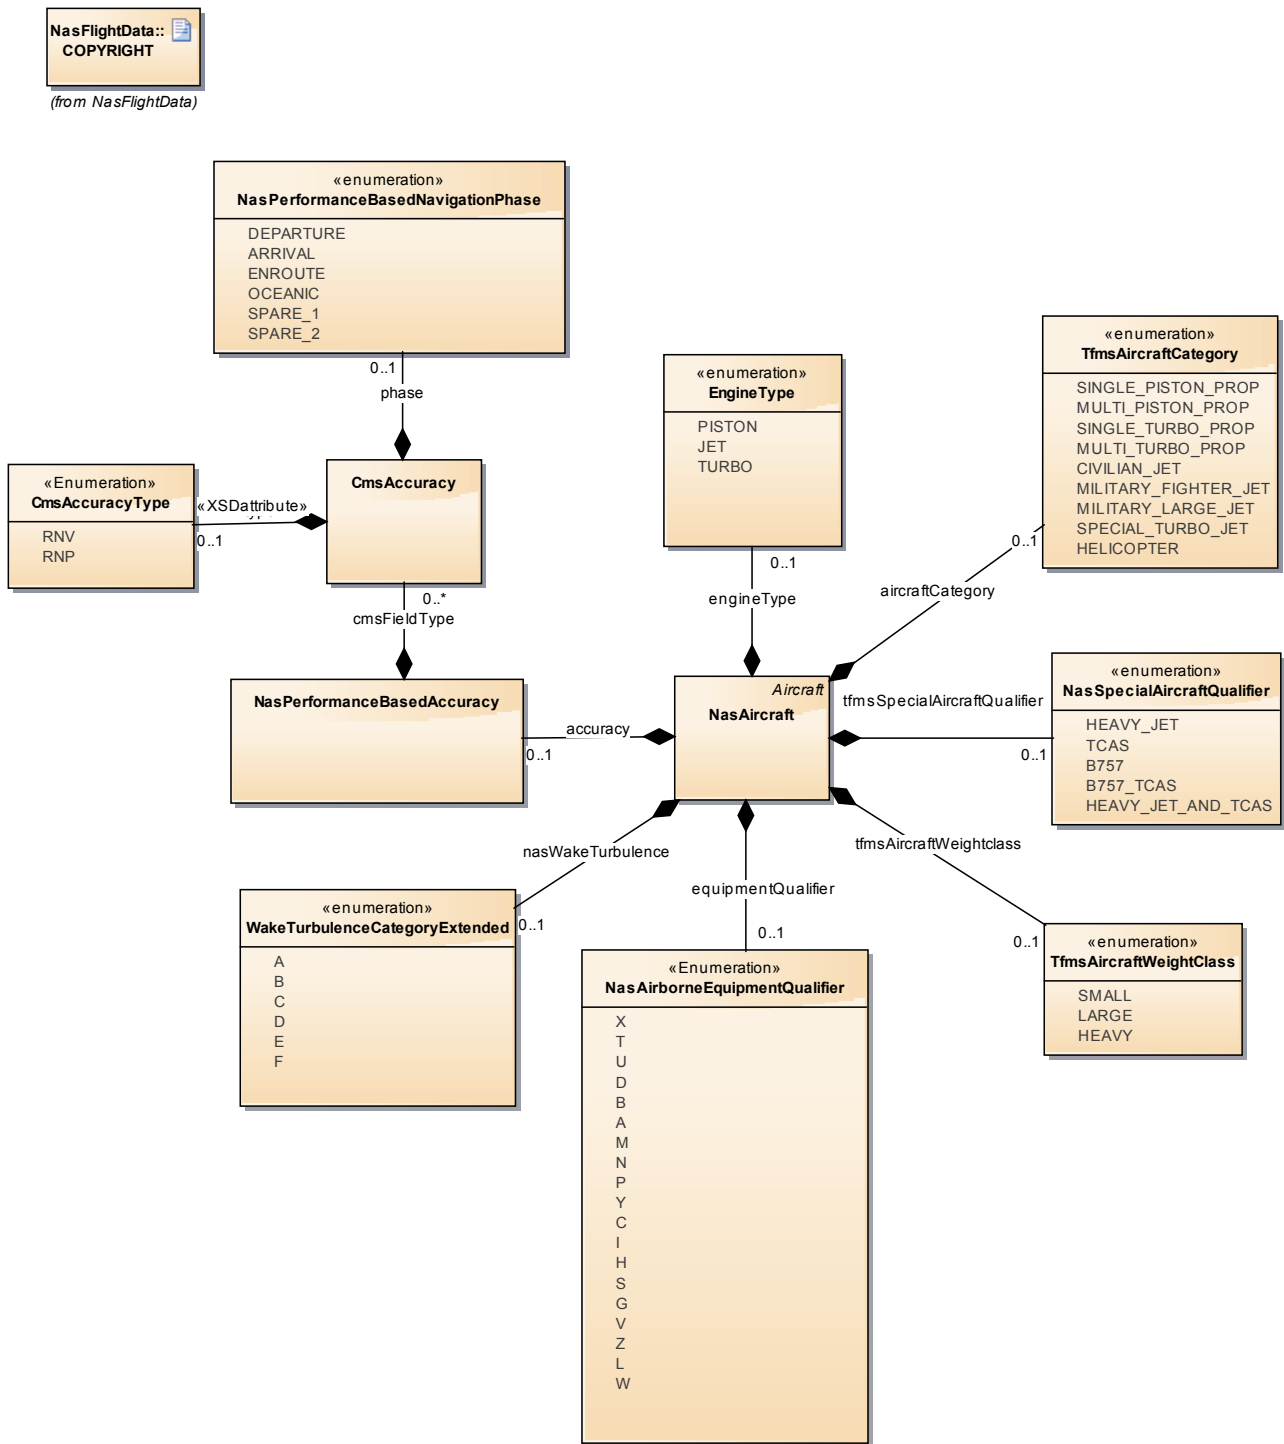 NasFlightData::
COPYRIGHT
(from NasFlightData)
«enumeration»
NasPerformanceBasedNavigationPhase
DEPARTURE
ARRIVAL
ENROUTE
OCEANIC
SPARE_1
SPARE_2
0..1
phase
«Enumeration»
CmsAccuracyType
RNV
RNP
«XSDattribute»
0..1
CmsAccuracy
0..*
cmsFieldType
NasPerformanceBasedAccuracy
accuracy
0..1
«enumeration»
EngineType
PISTON
JET
TURBO
0..1
engineType
«enumeration»
TfmsAircraftCategory
SINGLE_PISTON_PROP
MULTI_PISTON_PROP
SINGLE_TURBO_PROP
MULTI_TURBO_PROP
CIVILIAN_JET
MILITARY_FIGHTER_JET
MILITARY_LARGE_JET
SPECIAL_TURBO_JET
HELICOPTER
0..1
aircraftCategory
Aircraft
NasAircraft
tfmsSpecialAircraftQualifier
0..1
«enumeration»
NasSpecialAircraftQualifier
HEAVY_JET
TCAS
B757
B757_TCAS
HEAVY_JET_AND_TCAS
nasWakeTurbulence
0..1
«enumeration»
WakeTurbulenceCategoryExtended
A
B
C
D
E
F
equipmentQualifier
0..1
«Enumeration»
NasAirborneEquipmentQualifier
X
T
U
D
B
A
M
N
P
Y
C
I
H
S
G
V
Z
L
W
tfmsAircraftWeightclass
0..1
«enumeration»
TfmsAircraftWeightClass
SMALL
LARGE
HEAVY